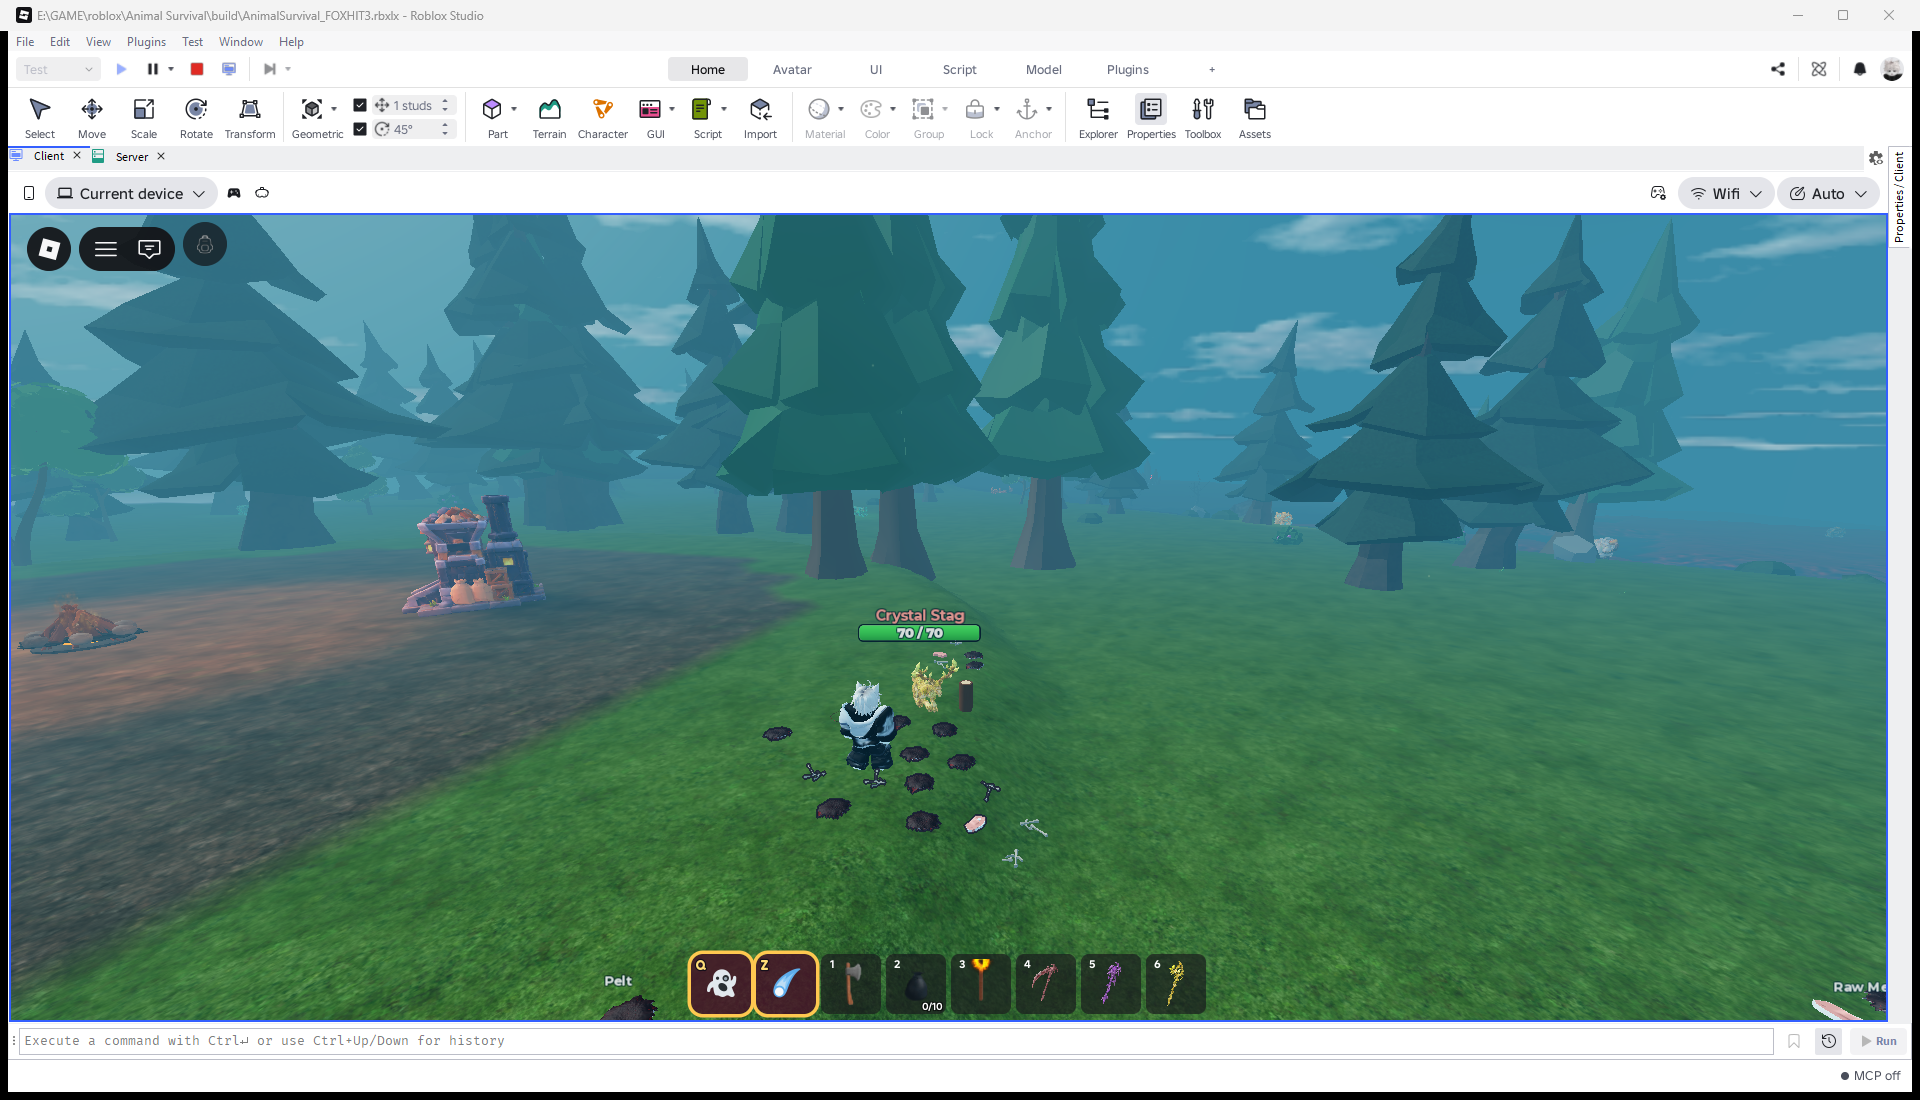 E:\GAME\roblox\Animal Survival\build\AnimalSurvival_FOXHIT3.rbxlx - Roblox Studio
File Edit View Plugins Test Window Help
Test
Home Avatar UI Script Model Plugins +
1 studs
45°
Select Move Scale Rotate Transform Geometric Part Terrain Character GUI Script Import Material Color Group Lock Anchor Explorer Properties Toolbox Assets
Client Server
Properties / Client
Current device
Wifi Auto
Crystal Stag
70 / 70
Pelt
Q Z 1 2 3 4 5 6
0/10
Raw Me
Execute a command with Ctrl↵ or use Ctrl+Up/Down for history
Run
MCP off